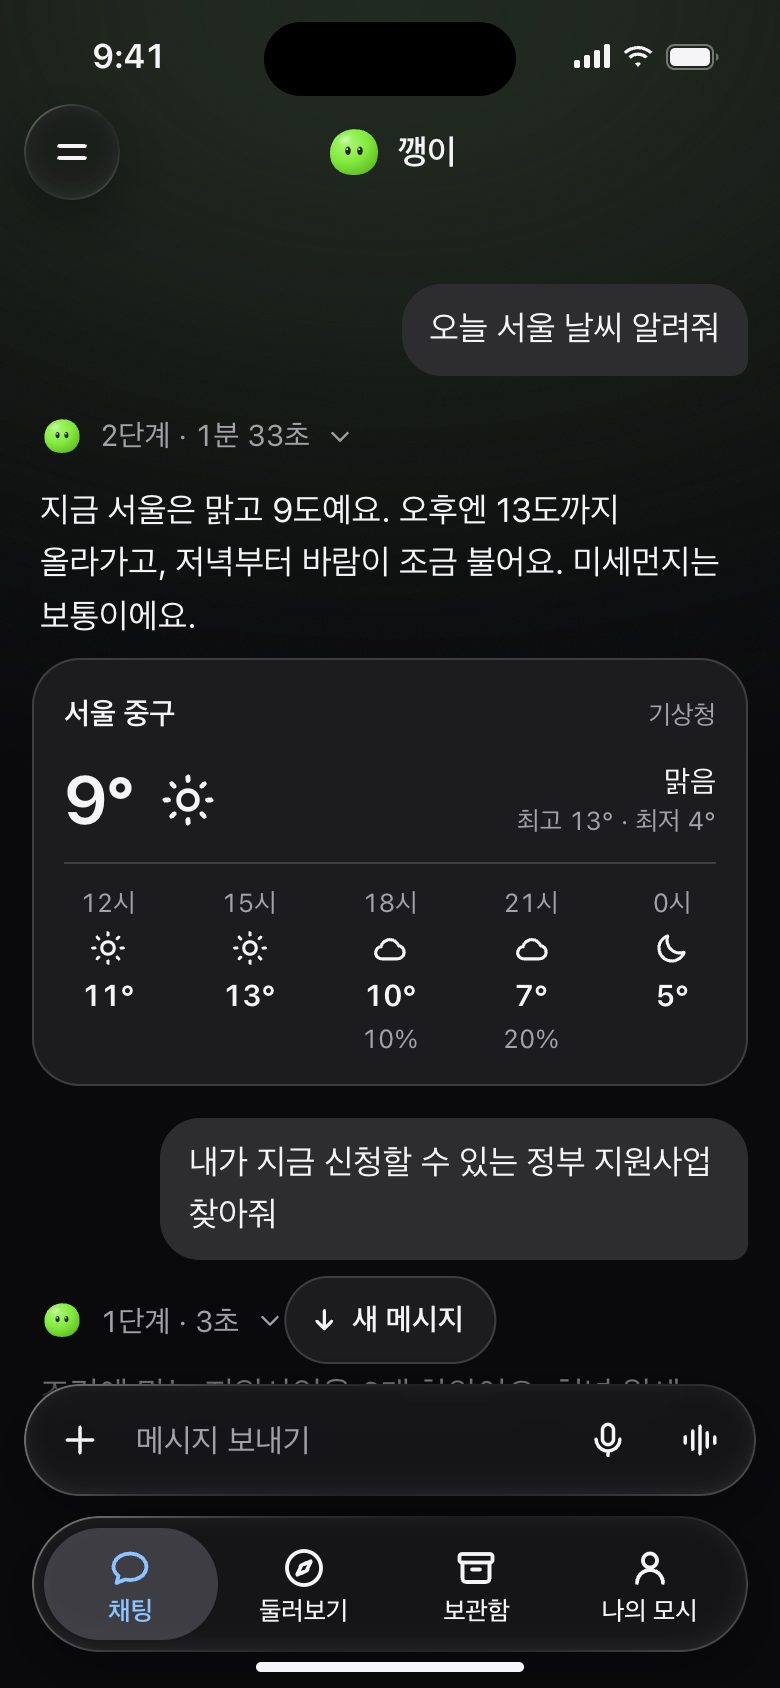 9:41
깽이
오늘 서울 날씨 알려줘
2단계 · 1분 33초
지금 서울은 맑고 9도예요. 오후엔 13도까지
올라가고, 저녁부터 바람이 조금 불어요. 미세먼지는
보통이에요.
서울 중구 기상청
9°
맑음
최고 13° · 최저 4°
12시 15시 18시 21시 0시
11° 13° 10° 7° 5°
10% 20%
내가 지금 신청할 수 있는 정부 지원사업
찾아줘
1단계 · 3초
새 메시지
메시지 보내기
채팅 둘러보기 보관함 나의 모시